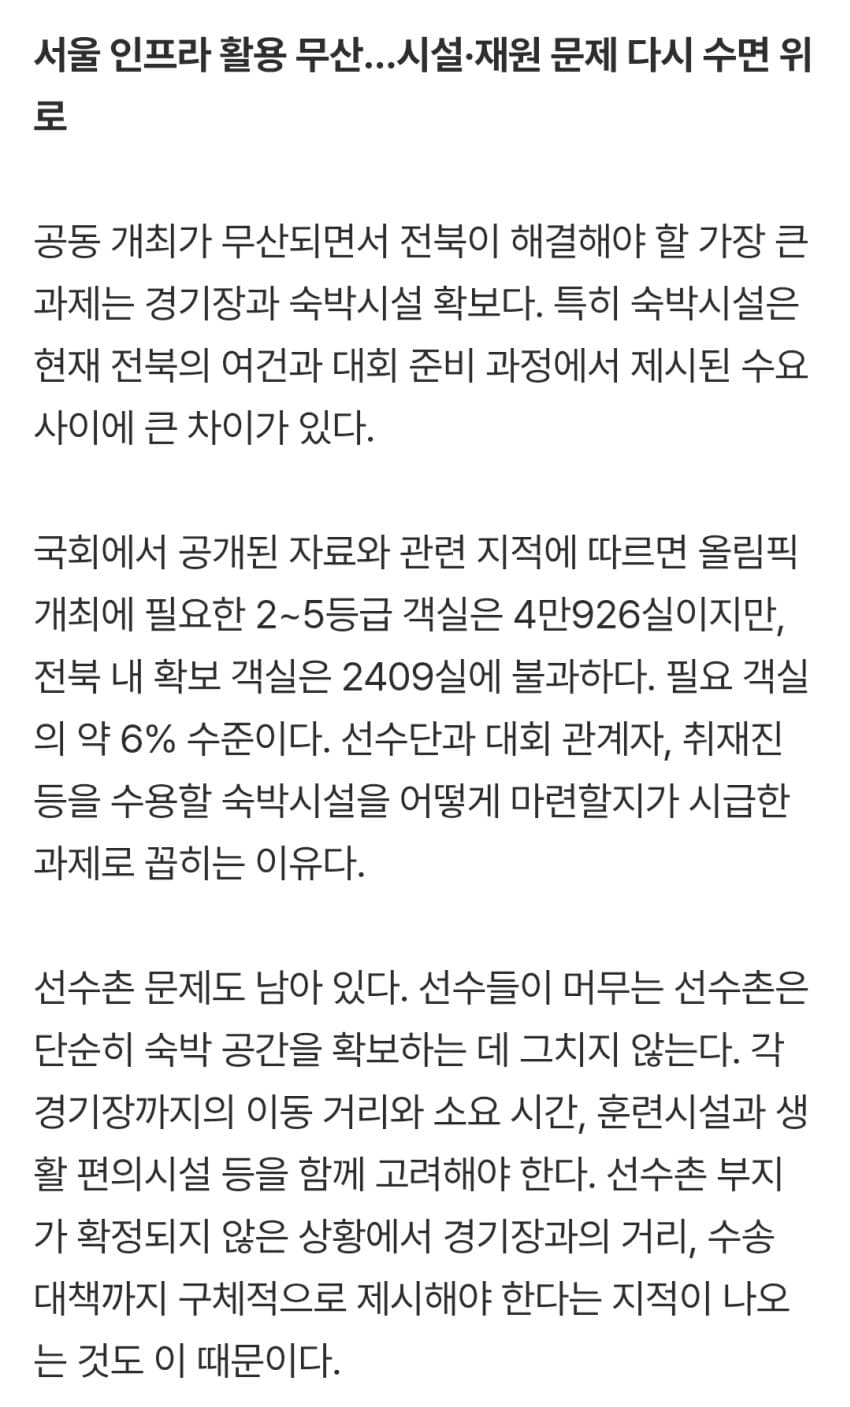 서울 인프라 활용 무산…시설·재원 문제 다시 수면 위
로
공동 개최가 무산되면서 전북이 해결해야 할 가장 큰
과제는 경기장과 숙박시설 확보다. 특히 숙박시설은
현재 전북의 여건과 대회 준비 과정에서 제시된 수요
사이에 큰 차이가 있다.
국회에서 공개된 자료와 관련 지적에 따르면 올림픽
개최에 필요한 2~5등급 객실은 4만926실이지만,
전북 내 확보 객실은 2409실에 불과하다. 필요 객실
의 약 6% 수준이다. 선수단과 대회 관계자, 취재진
등을 수용할 숙박시설을 어떻게 마련할지가 시급한
과제로 꼽히는 이유다.
선수촌 문제도 남아 있다. 선수들이 머무는 선수촌은
단순히 숙박 공간을 확보하는 데 그치지 않는다. 각
경기장까지의 이동 거리와 소요 시간, 훈련시설과 생
활 편의시설 등을 함께 고려해야 한다. 선수촌 부지
가 확정되지 않은 상황에서 경기장과의 거리, 수송
대책까지 구체적으로 제시해야 한다는 지적이 나오
는 것도 이 때문이다.